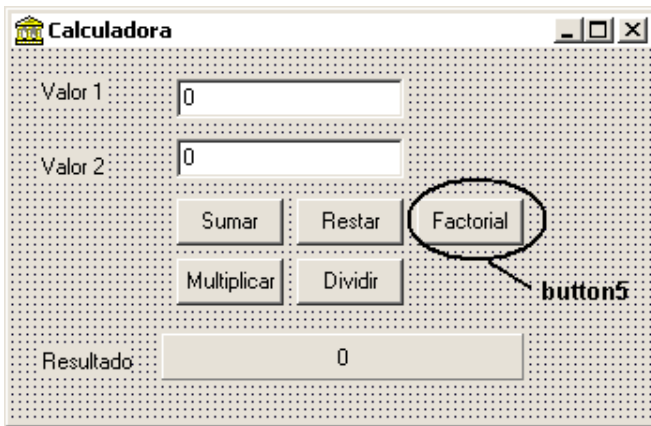 Calculadora
Valor 1
0
Valor 2
0
Sumar Restar Factorial
Multiplicar Dividir
button5
Resultado 0